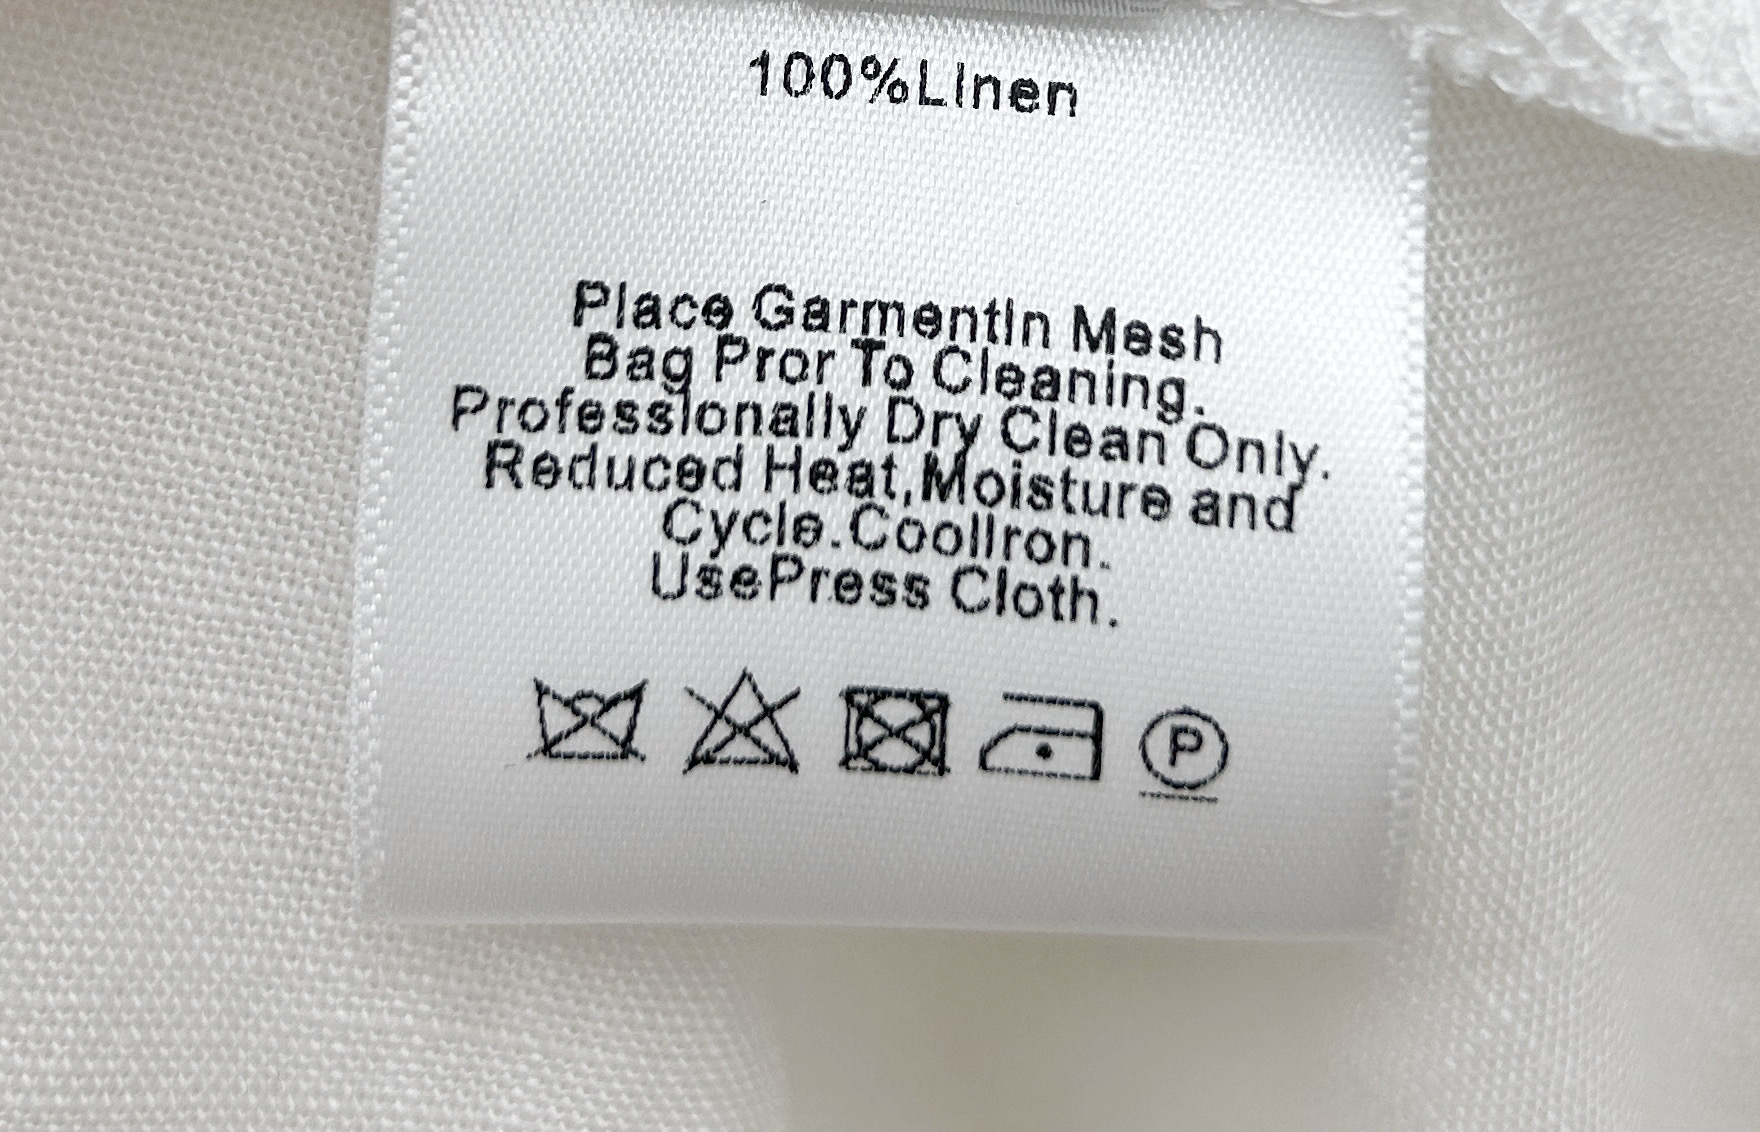 100%LInen
Place GarmentIn Mesh
Bag Pror To Cleaning.
ProfessIonally Dry Clean Only.
Reduced Heat,Moisture and
Cycle.CoolIron.
UsePress Cloth.
P